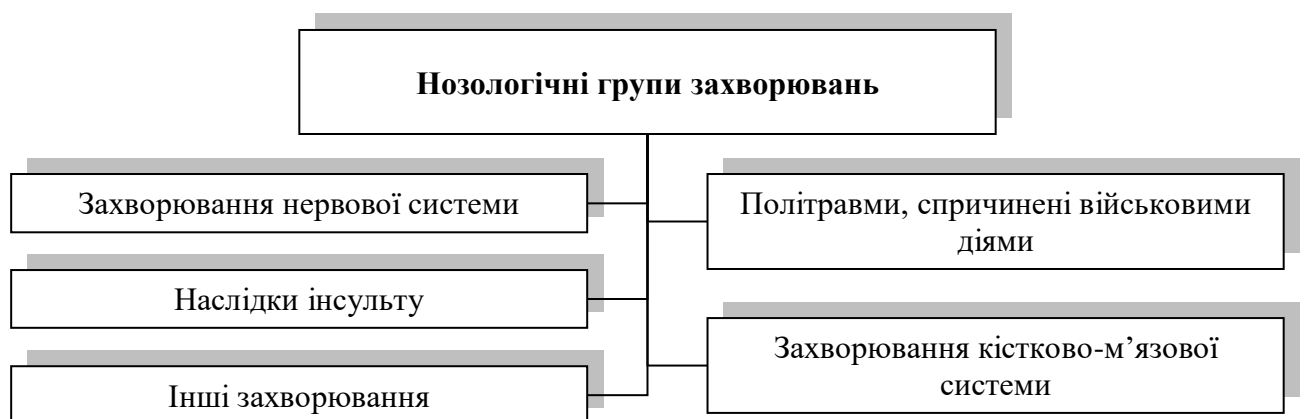 Нозологічні групи захворювань
Захворювання нервової системи
Наслідки інсульту
Інші захворювання
Політравми, спричинені військовими
діями
Захворювання кістково-м’язової
системи